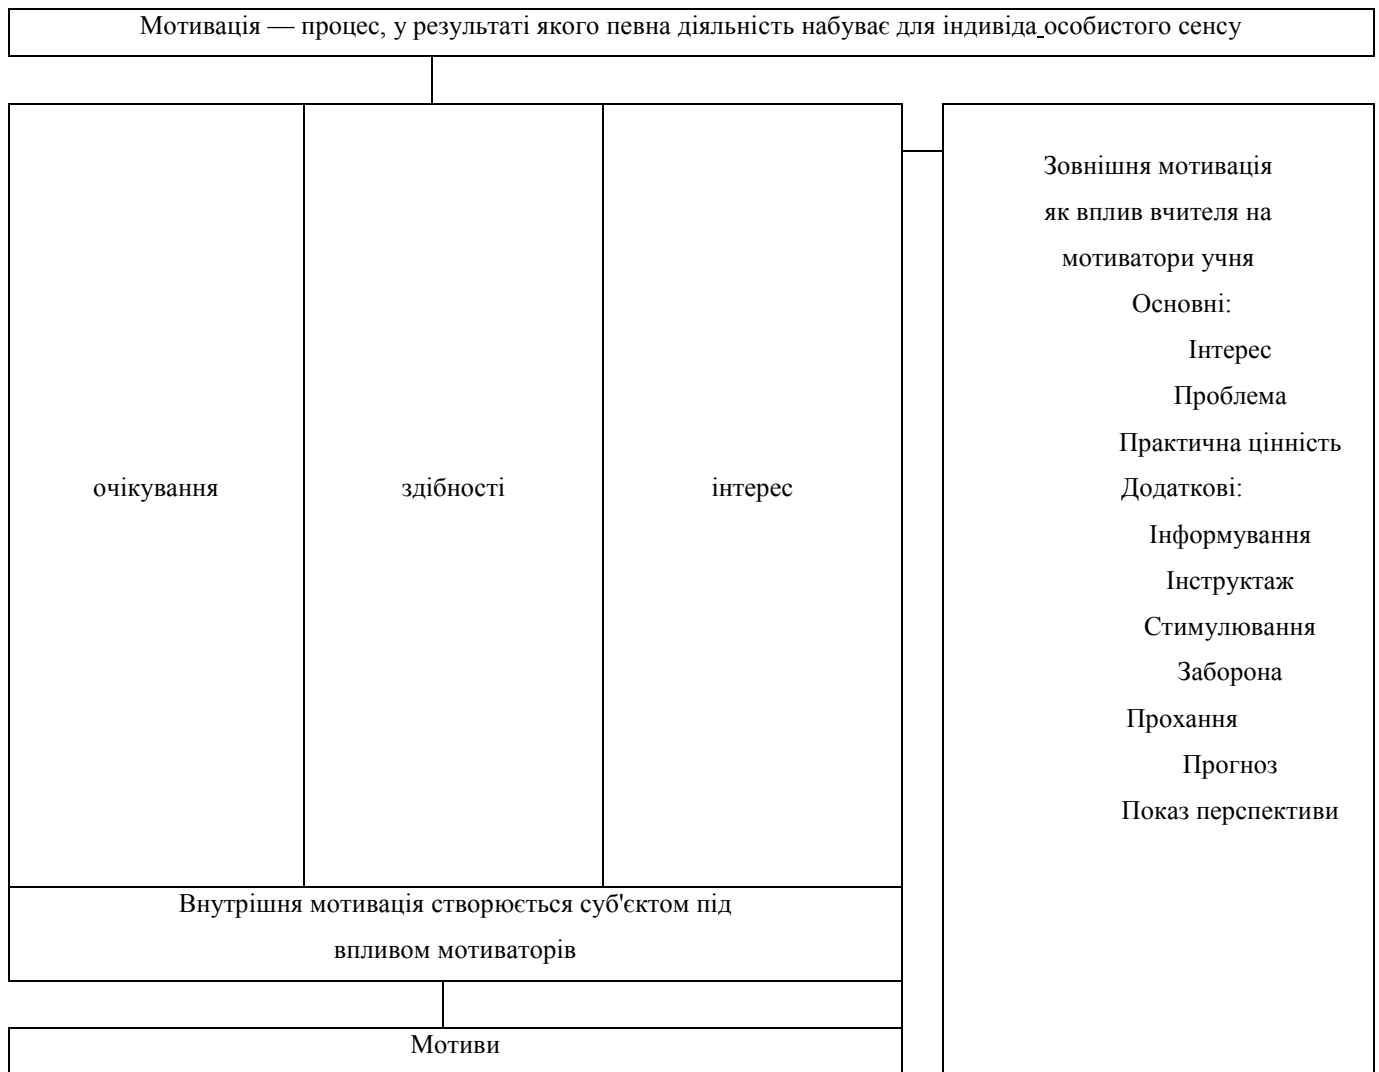 Мотивація — процес, у результаті якого певна діяльність набуває для індивіда особистого сенсу
очікування
здібності
інтерес
Внутрішня мотивація створюється суб'єктом під
впливом мотиваторів
Мотиви
Зовнішня мотивація
як вплив вчителя на
мотиватори учня
Основні:
Інтерес
Проблема
Практична цінність
Додаткові:
Інформування
Інструктаж
Стимулювання
Заборона
Прохання
Прогноз
Показ перспективи